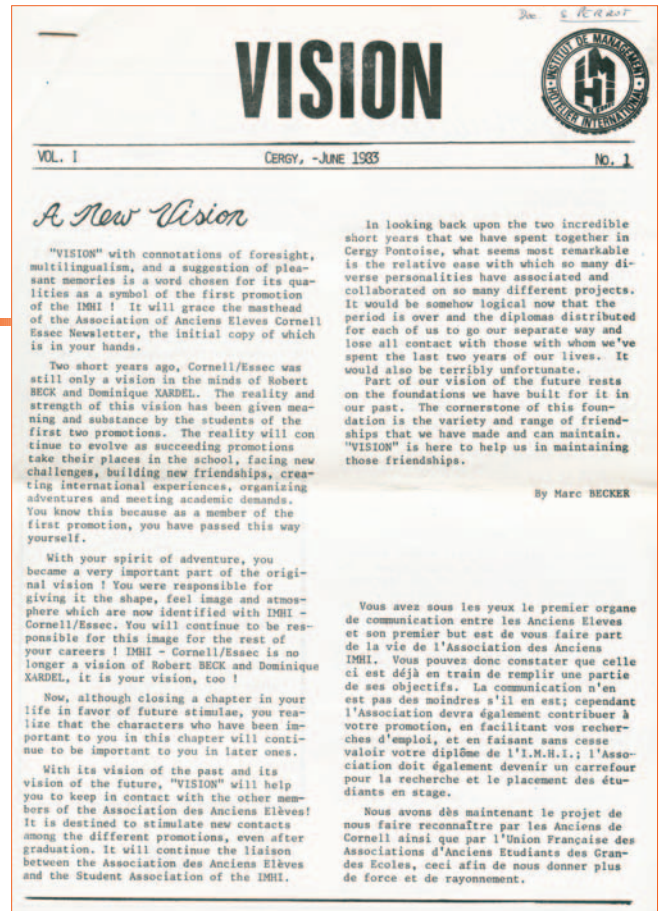 Doc. S. PERROT
VISION
INSTITUT DE MANAGEMENT
HOTELIER INTERNATIONAL
IMHI
VOL. I CERGY, -JUNE 1983 NO. 1
A New Vision
"VISION" with connotations of foresight,
multilingualism, and a suggestion of plea-
sant memories is a word chosen for its qua-
lities as a symbol of the first promotion
of the IMHI ! It will grace the masthead
of the Association of Anciens Eleves Cornell
Essec Newsletter, the initial copy of which
is in your hands.
Two short years ago, Cornell/Essec was
still only a vision in the minds of Robert
BECK and Dominique XARDEL. The reality and
strength of this vision has been given mea-
ning and substance by the students of the
first two promotions. The reality will con
tinue to evolve as succeeding promotions
take their places in the school, facing new
challenges, building new friendships, crea-
ting international experiences, organizing
adventures and meeting academic demands.
You know this because as a member of the
first promotion, you have passed this way
yourself.
With your spirit of adventure, you
became a very important part of the origi-
nal vision ! You were responsible for
giving it the shape, feel image and atmos-
phere which are now identified with IMHI -
Cornell/Essec. You will continue to be res-
ponsible for this image for the rest of
your careers ! IMHI - Cornell/Essec is no
longer a vision of Robert BECK and Dominique
XARDEL, it is your vision, too !
Now, although closing a chapter in your
life in favor of future stimulae, you rea-
lize that the characters who have been im-
portant to you in this chapter will conti-
nue to be important to you in later ones.
With its vision of the past and its
vision of the future, "VISION" will help
you to keep in contact with the other mem-
bers of the Association des Anciens Elèves!
It is destined to stimulate new contacts
among the different promotions, even after
graduation. It will continue the liaison
between the Association des Anciens Elèves
and the Student Association of the IMHI.
In looking back upon the two incredible
short years that we have spent together in
Cergy Pontoise, what seems most remarkable
is the relative ease with which so many di-
verse personalities have associated and
collaborated on so many different projects.
It would be somehow logical now that the
period is over and the diplomas distributed
for each of us to go our separate way and
lose all contact with those with whom we've
spent the last two years of our lives. It
would also be terribly unfortunate.
Part of our vision of the future rests
on the foundations we have built for it in
our past. The cornerstone of this foun-
dation is the variety and range of friend-
ships that we have made and can maintain.
"VISION" is here to help us in maintaining
those friendships.
By Marc BECKER
Vous avez sous les yeux le premier organe
de communication entre les Anciens Eleves
et son premier but est de vous faire part
de la vie de l'Association des Anciens
IMHI. Vous pouvez donc constater que celle
ci est déjà en train de remplir une partie
de ses objectifs. La communication n'en
est pas des moindres s'il en est; cependant
l'Association devra également contribuer à
votre promotion, en facilitant vos recher-
ches d'emploi, et en faisant sans cesse
valoir votre diplôme de l'I.M.H.I.; l'Asso-
ciation doit également devenir un carrefour
pour la recherche et le placement des étu-
diants en stage.
Nous avons dès maintenant le projet de
nous faire reconnaître par les Anciens de
Cornell ainsi que par l'Union Française des
Associations d'Anciens Etudiants des Gran-
des Ecoles, ceci afin de nous donner plus
de force et de rayonnement.